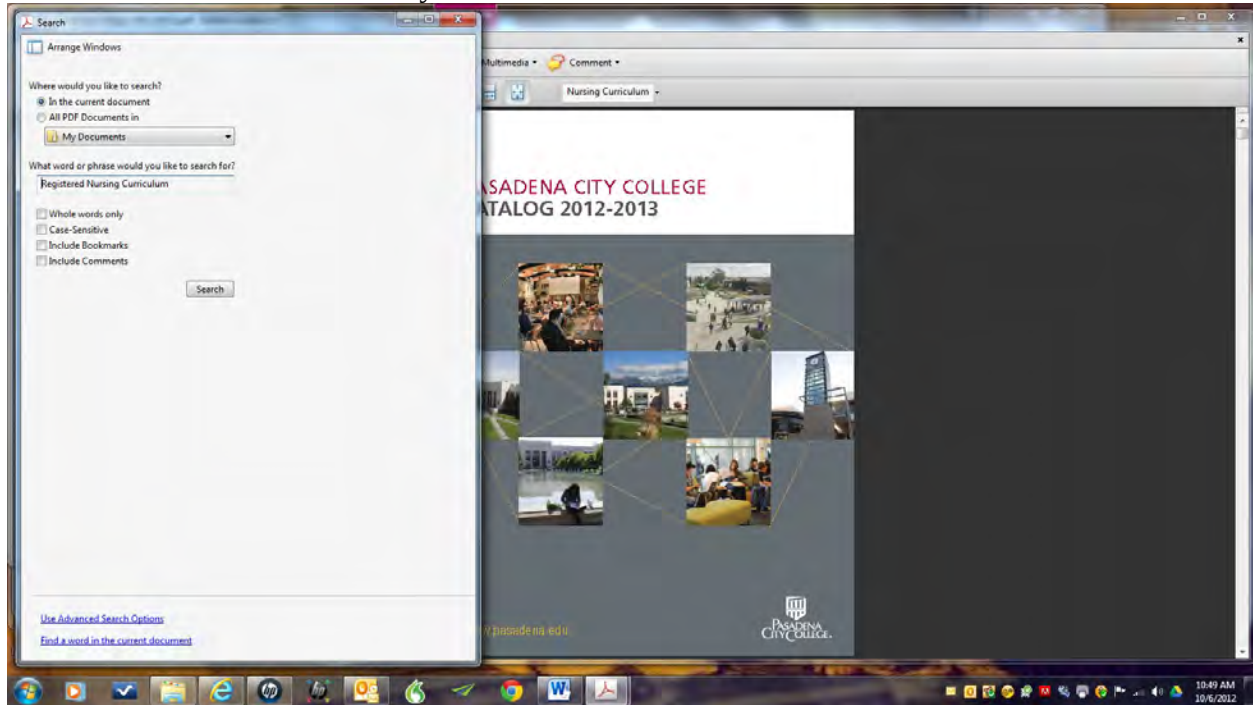 Search
Arrange Windows
Where would you like to search?
In the current document
All PDF Documents in
My Documents
What word or phrase would you like to search for?
Registered Nursing Curriculum
Whole words only
Case-Sensitive
Include Bookmarks
Include Comments
Search
Use Advanced Search Options
Find a word in the current document
Multimedia
Comment
Nursing Curriculum
ASADENA CITY COLLEGE
ATALOG 2012-2013
.pasadena.edu
PASADENA
CITY COLLEGE.
10:49 AM
10/6/2012